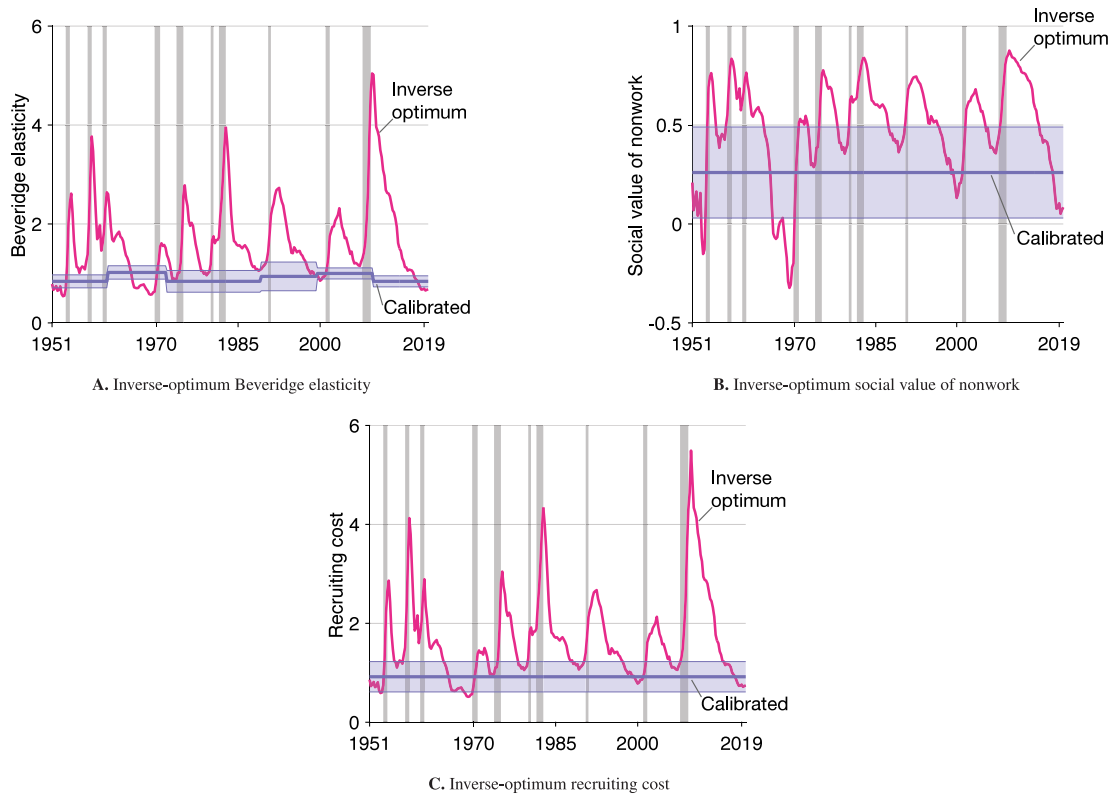 Beveridge elasticity
6
4
2
0
Inverse
optimum
Calibrated
1951 1970 1985 2000 2019
A. Inverse-optimum Beveridge elasticity
Social value of nonwork
1
0.5
0
-0.5
Inverse
optimum
Calibrated
1951 1970 1985 2000 2019
B. Inverse-optimum social value of nonwork
Recruiting cost
6
4
2
0
Inverse
optimum
Calibrated
1951 1970 1985 2000 2019
C. Inverse-optimum recruiting cost